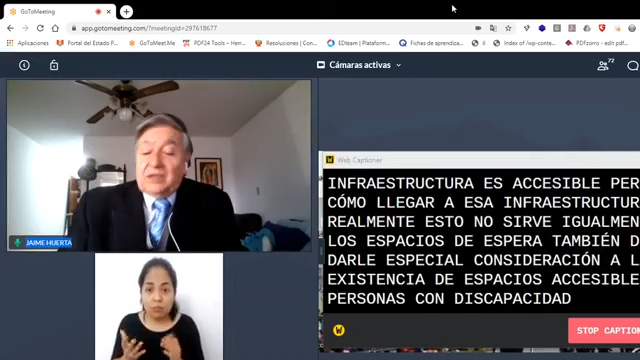 GoToMeeting
app.gotomeeting.com/?meetingId=297618677
Aplicaciones Portal del Estado P GoToMeet.Me PDF24 Tools – Herr... Resoluciones | Con... EDteam | Plataform... Fichas de aprendiza... Index of /wp-conte... PDFzorro - edit
Cámaras activas
72
JAIME HUERTA
Web Captioner
INFRAESTRUCTURA ES ACCESIBLE PER
CÓMO LLEGAR A ESA INFRAESTRUCTUR
REALMENTE ESTO NO SIRVE IGUALMEN
LOS ESPACIOS DE ESPERA TAMBIÉN D
DARLE ESPECIAL CONSIDERACIÓN A L
EXISTENCIA DE ESPACIOS ACCESIBLE
PERSONAS CON DISCAPACIDAD
STOP CAPTION